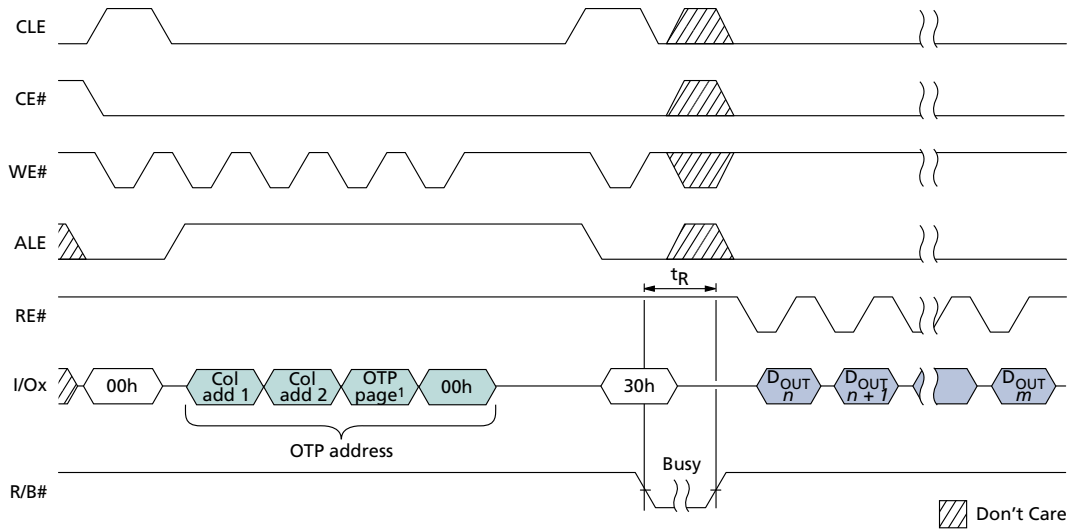 CLE
CE#
WE#
ALE
tR
RE#
I/Ox
00h
Col
add 1
Col
add 2
OTP
page1
00h
30h
DOUT
n
DOUT
n + 1
DOUT
m
OTP address
Busy
R/B#
Don't Care